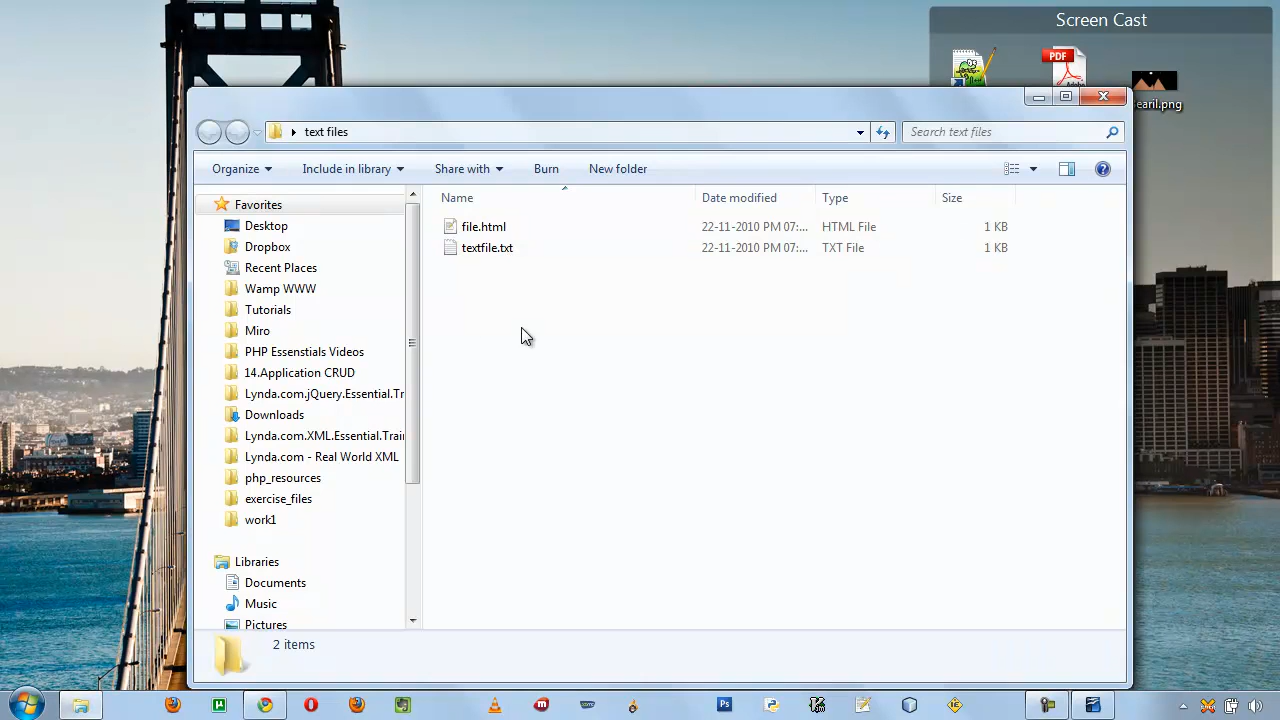 Screen Cast
PDF
Adobe
earil.png
text files
Search text files
Organize
Include in library
Share with
Burn
New folder
Name
Date modified
Type
Size
file.html
22-11-2010 PM 07:...
HTML File
1 KB
textfile.txt
22-11-2010 PM 07:...
TXT File
1 KB
Favorites
Desktop
Dropbox
Recent Places
Wamp WWW
Tutorials
Miro
PHP Essenstials Videos
14.Application CRUD
Lynda.com.jQuery.Essential.Tr
Downloads
Lynda.com.XML.Essential.Trai
Lynda.com - Real World XML
php_resources
exercise_files
work1
Libraries
Documents
Music
Pictures
2 items
Ps